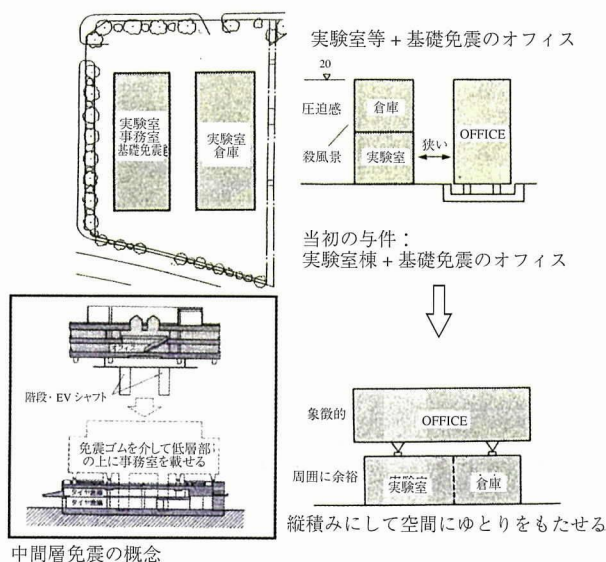 実験室等+基礎免震のオフィス
実験室
事務室
基礎免震
実験室
倉庫
20
圧迫感
殺風景
倉庫
実験室
狭い
OFFICE
当初の与件：
実験室棟+基礎免震のオフィス
オフィス
階段・EVシャフト
免震ゴムを介して低層部
の上に事務室を載せる
中間層免震の概念
象徴的
OFFICE
周囲に余裕
実験室
倉庫
縦積みにして空間にゆとりをもたせる